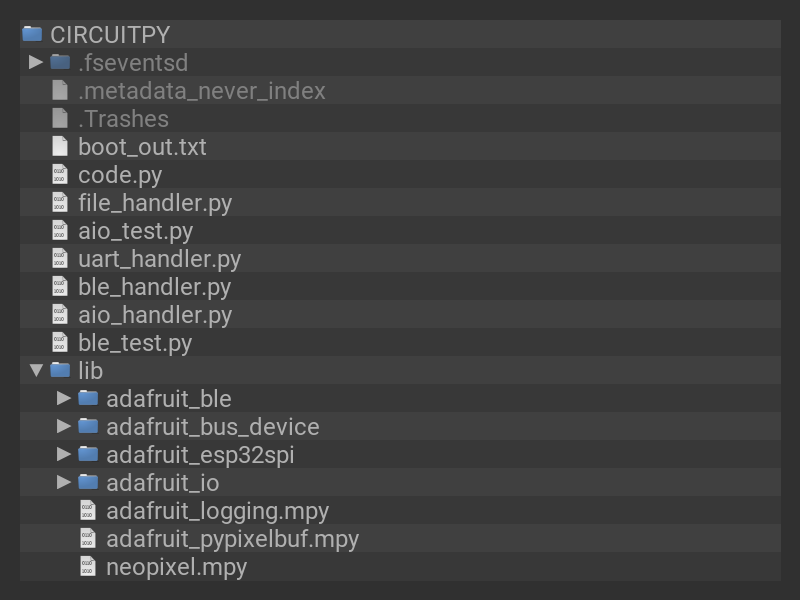 CIRCUITPY
.fseventsd
.metadata_never_index
.Trashes
boot_out.txt
code.py
file_handler.py
aio_test.py
uart_handler.py
ble_handler.py
aio_handler.py
ble_test.py
lib
adafruit_ble
adafruit_bus_device
adafruit_esp32spi
adafruit_io
adafruit_logging.mpy
adafruit_pypixelbuf.mpy
neopixel.mpy